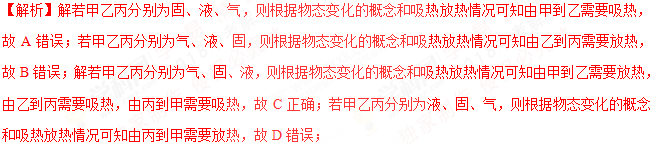 【解析】解若甲乙丙分别为固、液、气，则根据物态变化的概念和吸热放热情况可知由甲到乙需要吸热，
故 A 错误；若甲乙丙分别为气、液、固，则根据物态变化的概念和吸热放热情况可知由乙到丙需要放热，
故 B 错误；解若甲乙丙分别为气、固、液，则根据物态变化的概念和吸热放热情况可知由甲到乙需要放热，
由乙到丙需要吸热，由丙到甲需要吸热，故 C 正确；若甲乙丙分别为液、固、气，则根据物态变化的概念
和吸热放热情况可知由丙到甲需要放热，故 D 错误；